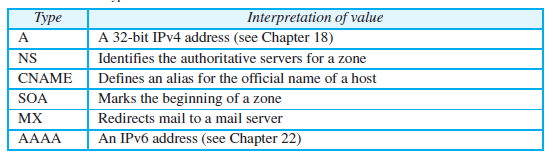 Type Interpretation of value
A A 32-bit IPv4 address (see Chapter 18)
NS Identifies the authoritative servers for a zone
CNAME Defines an alias for the official name of a host
SOA Marks the beginning of a zone
MX Redirects mail to a mail server
AAAA An IPv6 address (see Chapter 22)